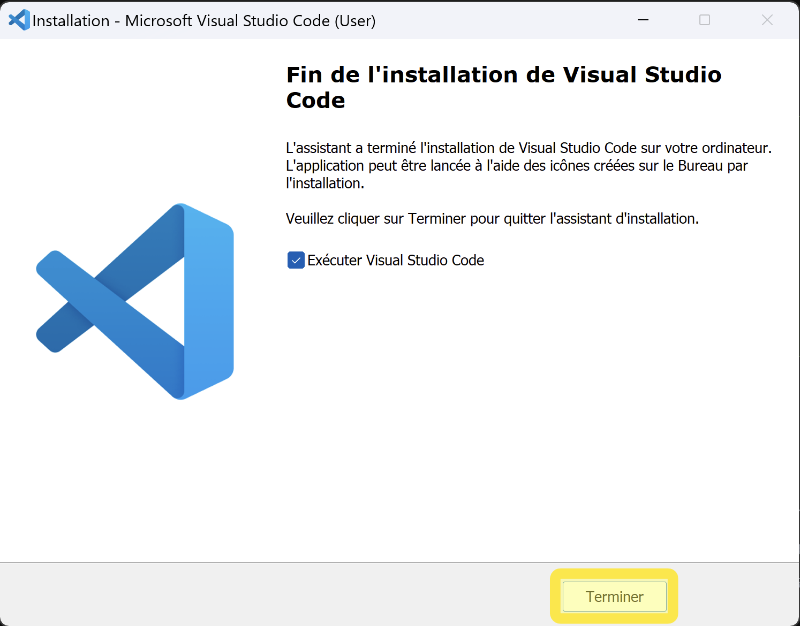 Installation - Microsoft Visual Studio Code (User)
Fin de l'installation de Visual Studio
Code
L'assistant a terminé l'installation de Visual Studio Code sur votre ordinateur.
L'application peut être lancée à l'aide des icônes créées sur le Bureau par
l'installation.
Veuillez cliquer sur Terminer pour quitter l'assistant d'installation.
Exécuter Visual Studio Code
Terminer